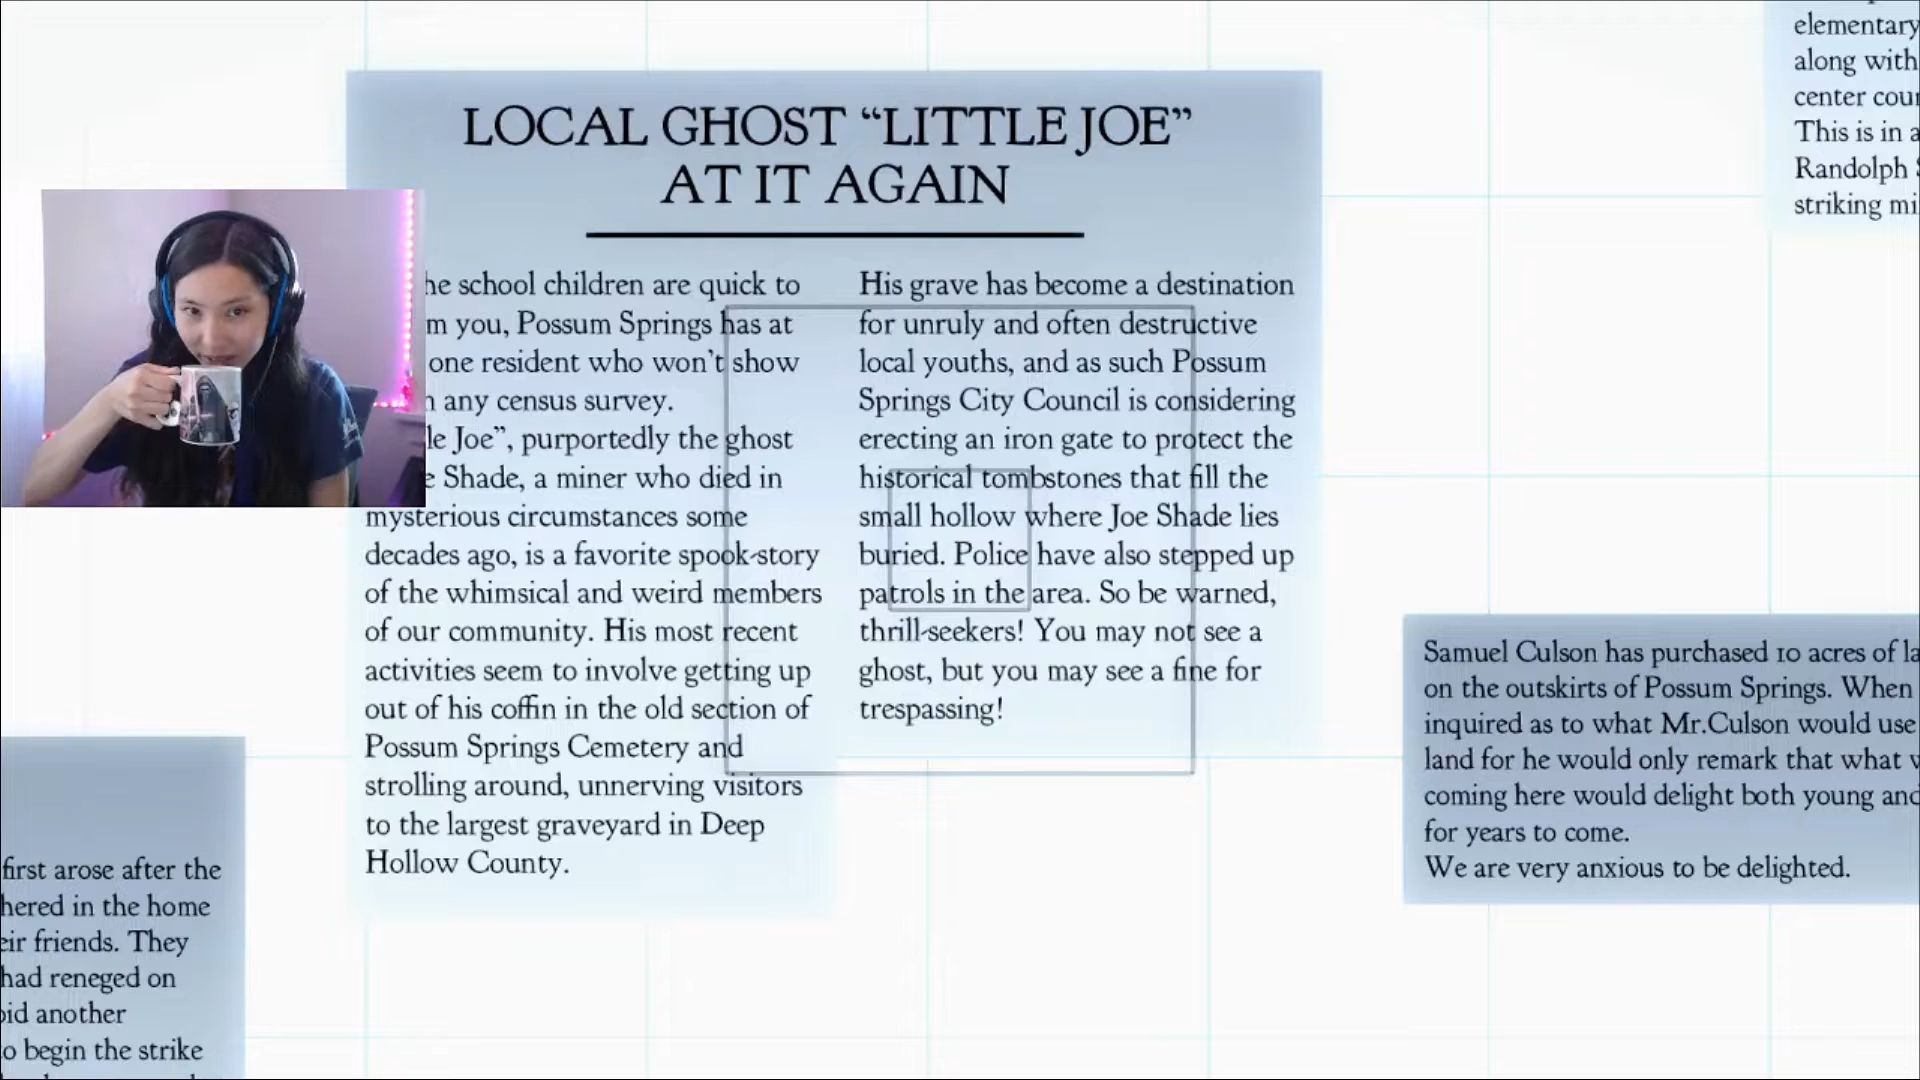 LOCAL GHOST “LITTLE JOE”
AT IT AGAIN
school children are quick to
you, Possum Springs has at
one resident who won’t show
any census survey.
Joe”, purportedly the ghost
Shade, a miner who died in
mysterious circumstances some
decades ago, is a favorite spook-story
of the whimsical and weird members
of our community. His most recent
activities seem to involve getting up
out of his coffin in the old section of
Possum Springs Cemetery and
strolling around, unnerving visitors
to the largest graveyard in Deep
Hollow County.
His grave has become a destination
for unruly and often destructive
local youths, and as such Possum
Springs City Council is considering
erecting an iron gate to protect the
historical tombstones that fill the
small hollow where Joe Shade lies
buried. Police have also stepped up
patrols in the area. So be warned,
thrill-seekers! You may not see a
ghost, but you may see a fine for
trespassing!
elementary
along with
center
This is in
Randolph
striking
Samuel Culson has purchased 10 acres of
on the outskirts of Possum Springs. When
inquired as to what Mr.Culson would use
land for he would only remark that what
coming here would delight both young and
for years to come.
We are very anxious to be delighted.
first arose after the
in the home
friends. They
had reneged on
another
begin the strike